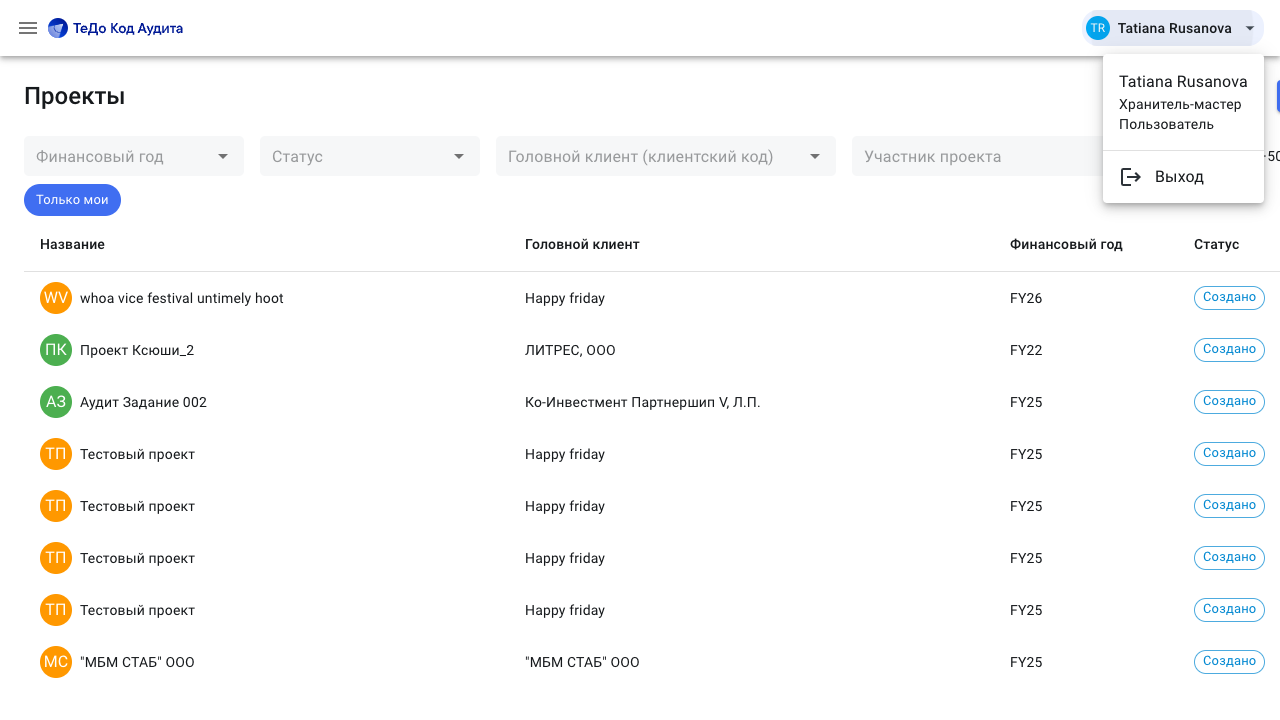 ТеДо Код Аудита
TR Tatiana Rusanova
Tatiana Rusanova
Хранитель-мастер
Пользователь
Выход
Проекты
Финансовый год
Статус
Головной клиент (клиентский код)
Участник проекта
Только мои
Название Головной клиент Финансовый год Статус
WV whoa vice festival untimely hoot Happy friday FY26 Создано
ПК Проект Ксюши_2 ЛИТРЕС, ООО FY22 Создано
АЗ Аудит Задание 002 Ко-Инвестмент Партнершип V, Л.П. FY25 Создано
ТП Тестовый проект Happy friday FY25 Создано
ТП Тестовый проект Happy friday FY25 Создано
ТП Тестовый проект Happy friday FY25 Создано
ТП Тестовый проект Happy friday FY25 Создано
МС "МБМ СТАБ" ООО "МБМ СТАБ" ООО FY25 Создано